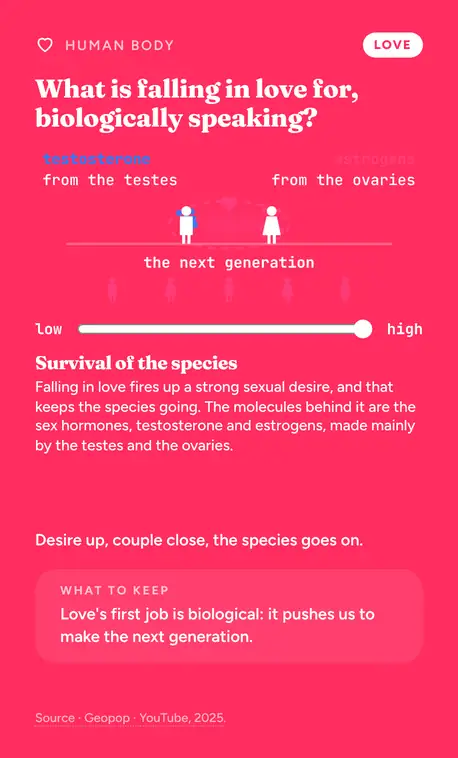 HUMAN BODY
LOVE
What is falling in love for,
biologically speaking?
testosterone
estrogens
from the testes
from the ovaries
the next generation
low
high
Survival of the species
Falling in love fires up a strong sexual desire, and that
keeps the species going. The molecules behind it are the
sex hormones, testosterone and estrogens, made mainly
by the testes and the ovaries.
Desire up, couple close, the species goes on.
WHAT TO KEEP
Love's first job is biological: it pushes us to
make the next generation.
Source · Geopop · YouTube, 2025.